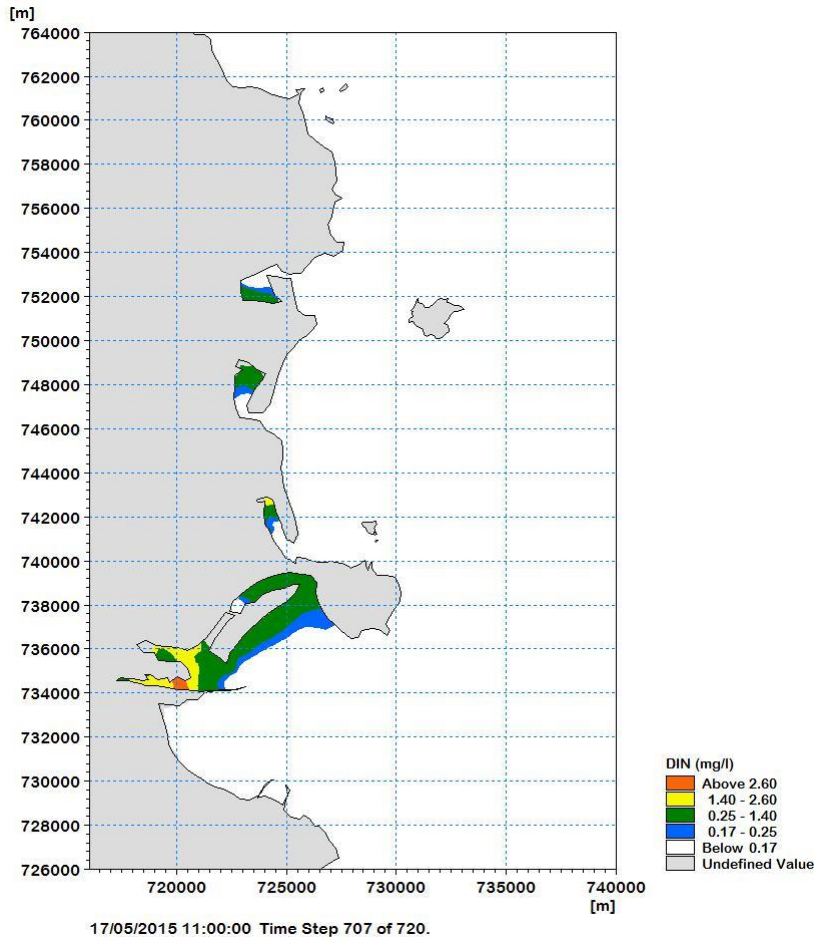 [m]
764000
762000
760000
758000
756000
754000
752000
750000
748000
746000
744000
742000
740000
738000
736000
734000
732000
730000
728000
726000
720000 725000 730000 735000 740000
[m]
DIN (mg/l)
Above 2.60
1.40 - 2.60
0.25 - 1.40
0.17 - 0.25
Below 0.17
Undefined Value
17/05/2015 11:00:00 Time Step 707 of 720.